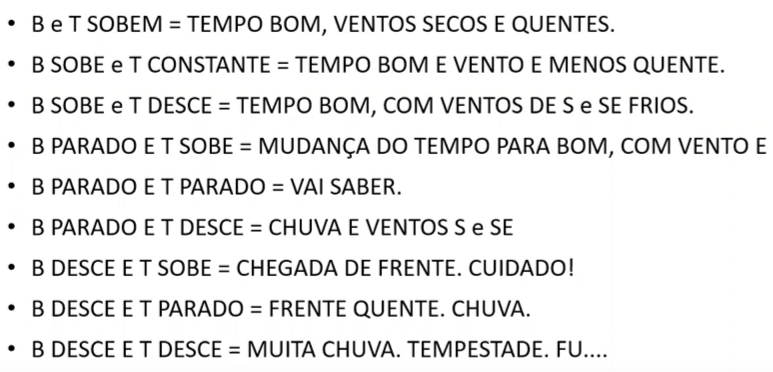 • B e T SOBEM = TEMPO BOM, VENTOS SECOS E QUENTES.
• B SOBE e T CONSTANTE = TEMPO BOM E VENTO E MENOS QUENTE.
• B SOBE e T DESCE = TEMPO BOM, COM VENTOS DE S e SE FRIOS.
• B PARADO E T SOBE = MUDANÇA DO TEMPO PARA BOM, COM VENTO E
• B PARADO E T PARADO = VAI SABER.
• B PARADO E T DESCE = CHUVA E VENTOS S e SE
• B DESCE E T SOBE = CHEGADA DE FRENTE. CUIDADO!
• B DESCE E T PARADO = FRENTE QUENTE. CHUVA.
• B DESCE E T DESCE = MUITA CHUVA. TEMPESTADE. FU....